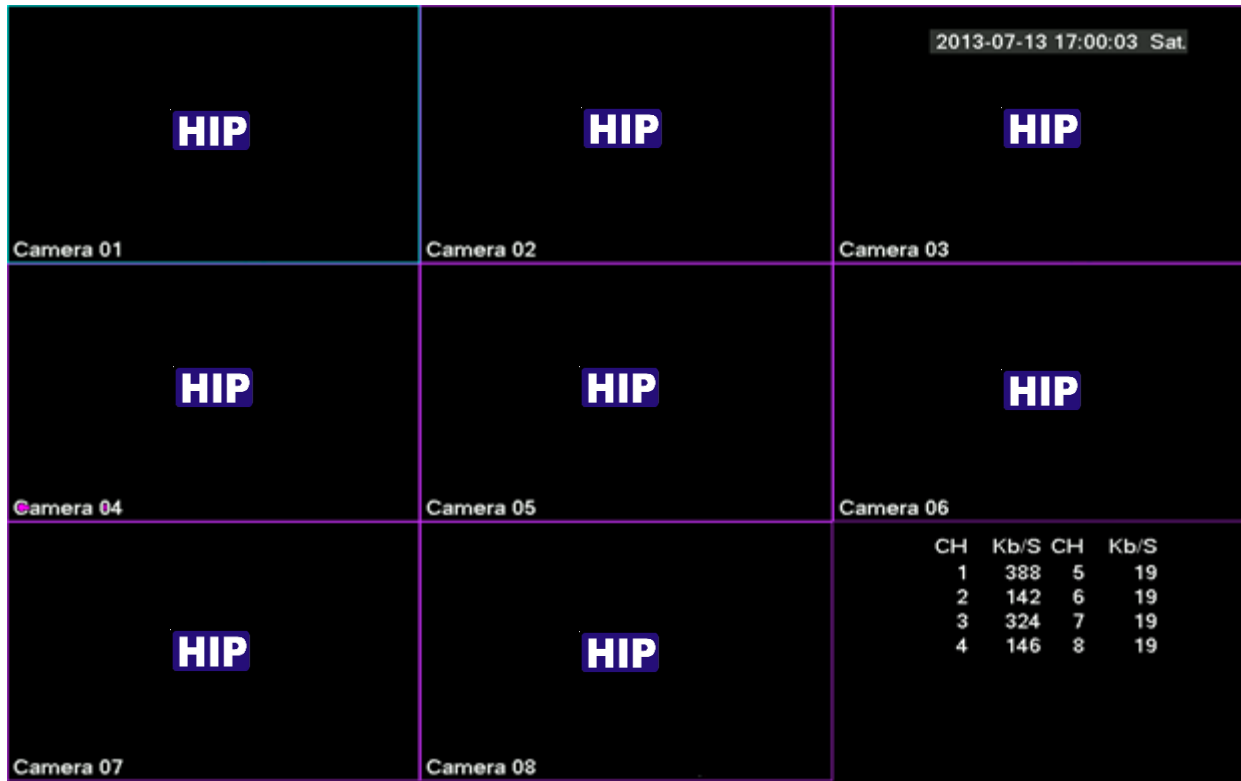 2013-07-13 17:00:03 Sat.
HIP
HIP
HIP
Camera 01
Camera 02
Camera 03
HIP
HIP
HIP
Camera 04
Camera 05
Camera 06
CH Kb/S CH Kb/S
1 388 5 19
2 142 6 19
3 324 7 19
4 146 8 19
HIP
HIP
Camera 07
Camera 08